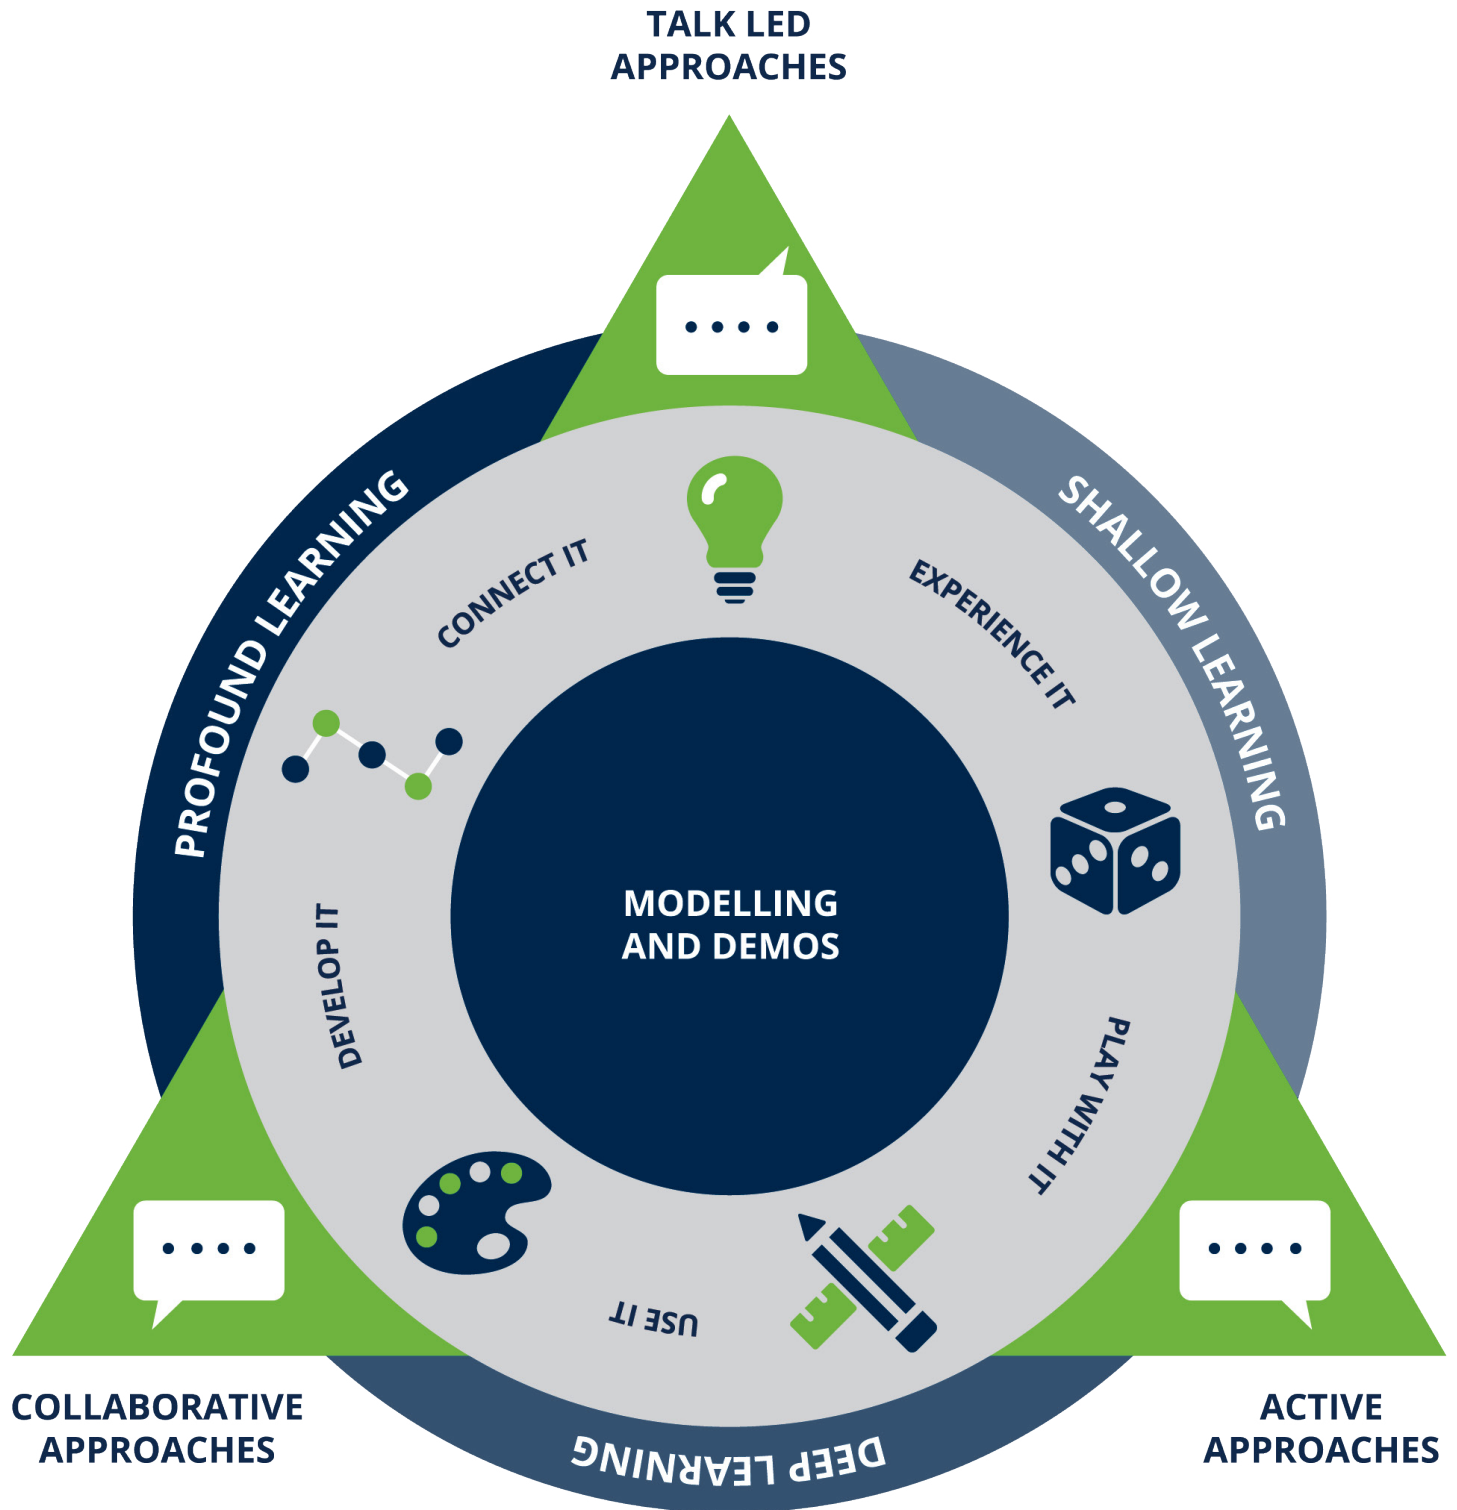 TALK LED
APPROACHES
SHALLOW LEARNING
PROFOUND LEARNING
CONNECT IT
EXPERIENCE IT
MODELLING
AND DEMOS
DEVELOP IT
PLAY WITH IT
USE IT
COLLABORATIVE
APPROACHES
ACTIVE
APPROACHES
DEEP LEARNING